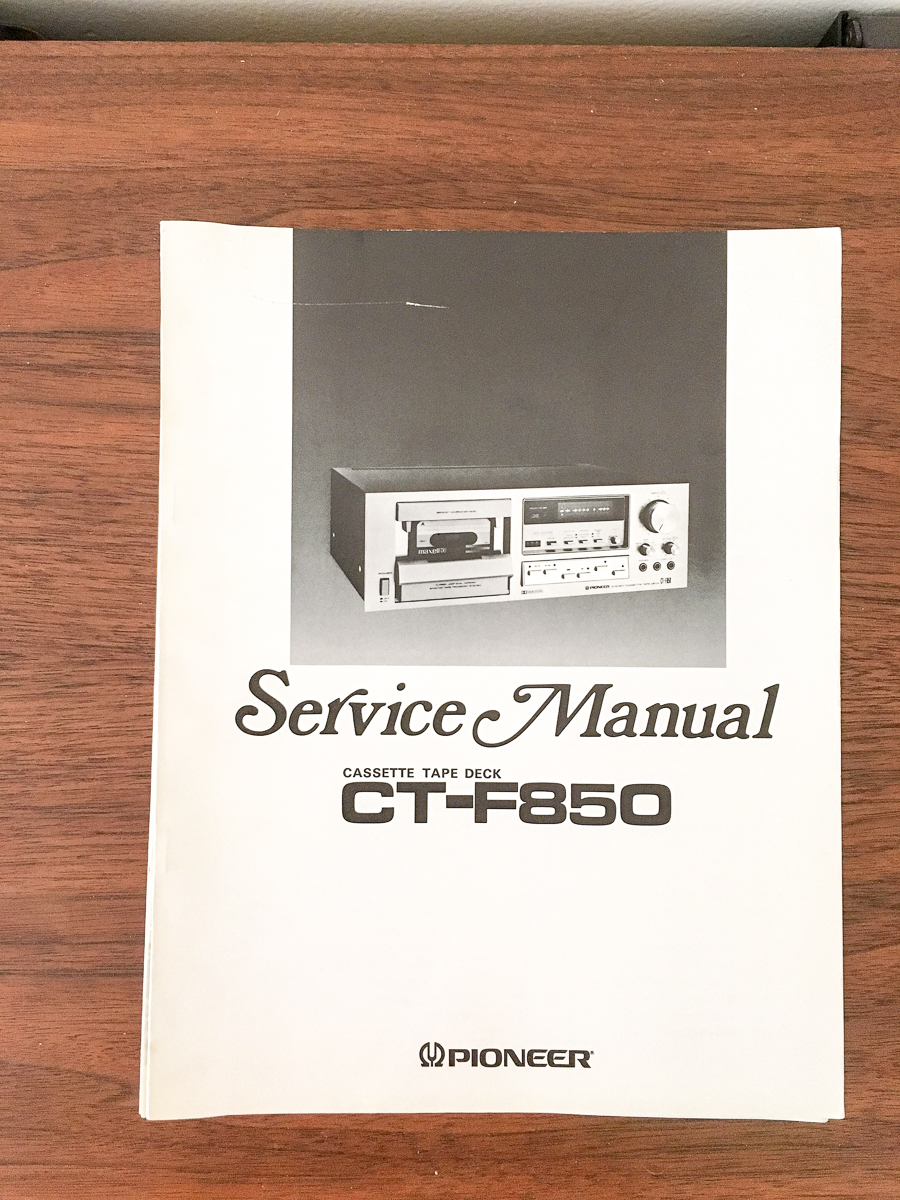 maxell
PIONEER
Service Manual
CASSETTE TAPE DECK
CT-F850
PIONEER®